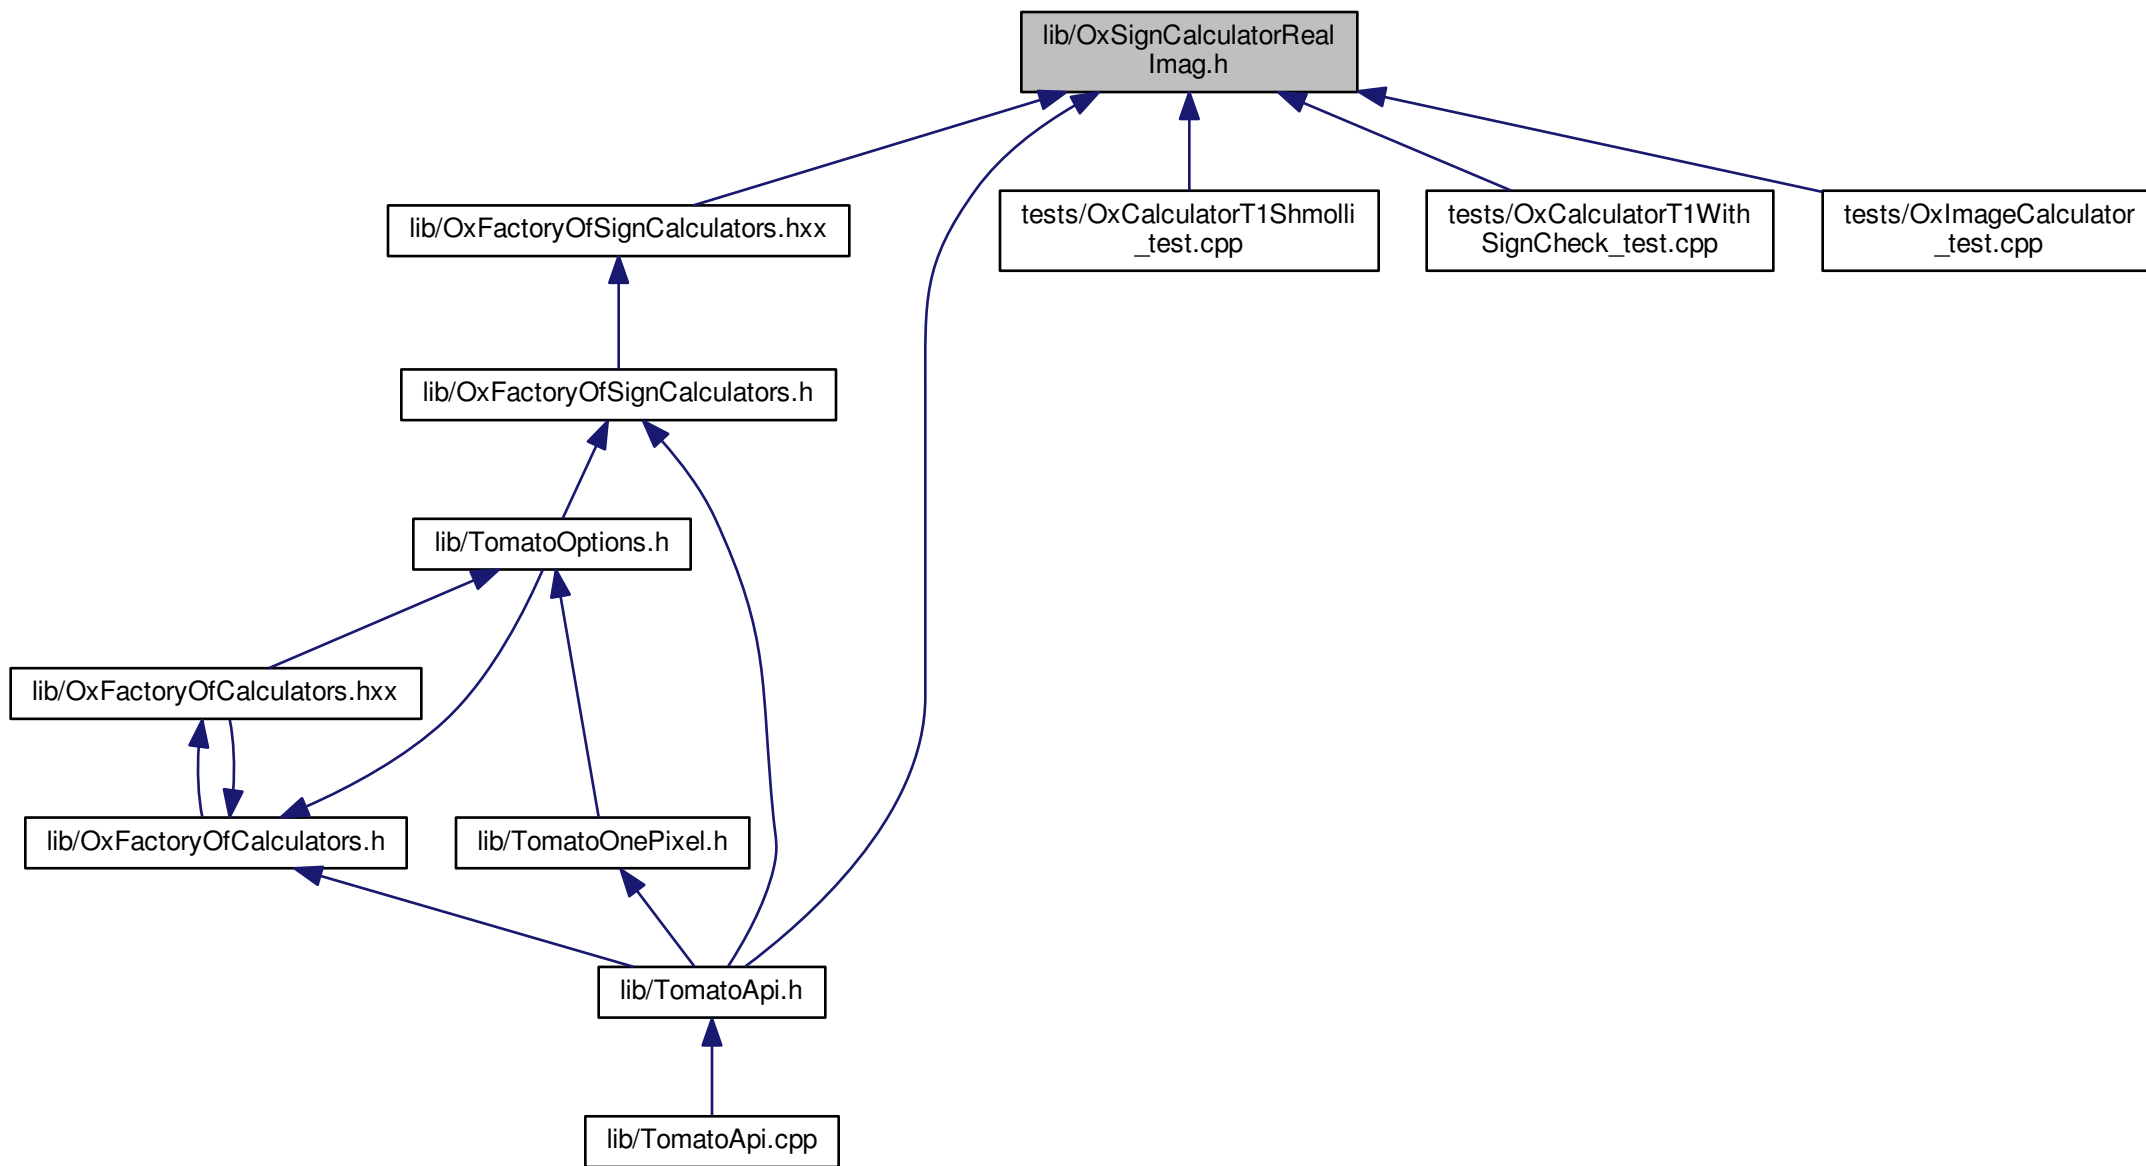 lib/OxSignCalculatorReal
Imag.h
lib/OxFactoryOfSignCalculators.hxx
tests/OxCalculatorT1Shmolli
_test.cpp
tests/OxCalculatorT1With
SignCheck_test.cpp
tests/OxImageCalculator
_test.cpp
lib/OxFactoryOfSignCalculators.h
lib/TomatoOptions.h
lib/OxFactoryOfCalculators.hxx
lib/OxFactoryOfCalculators.h
lib/TomatoOnePixel.h
lib/TomatoApi.h
lib/TomatoApi.cpp